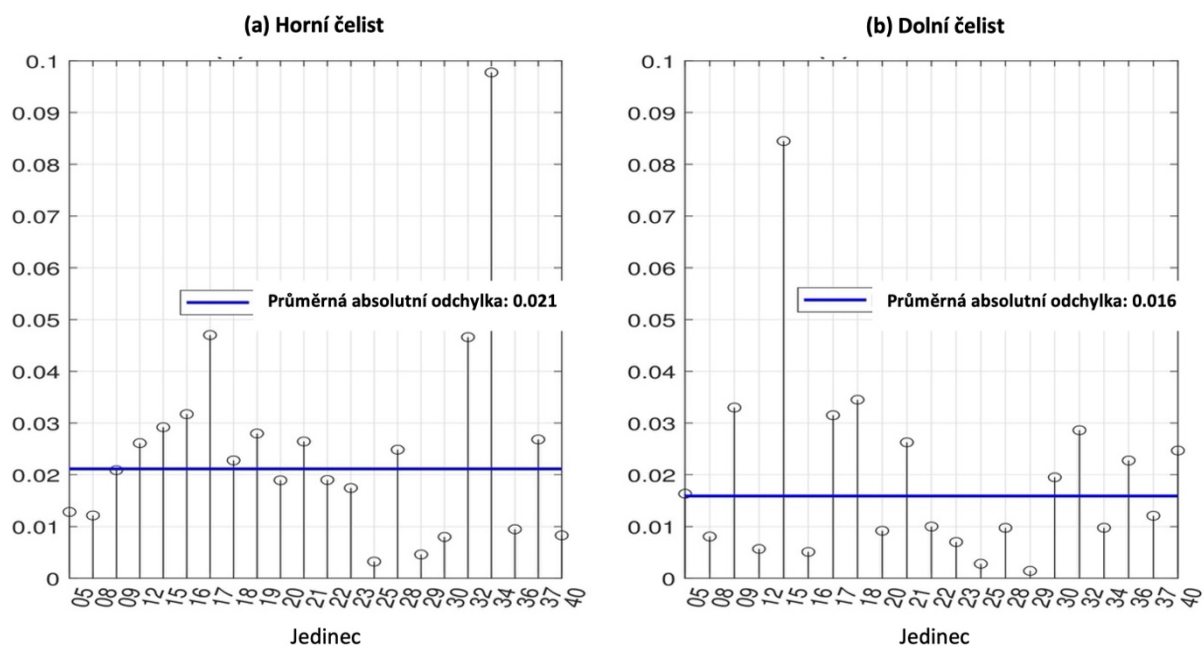 (a) Horní čelist
0.1
0.09
0.08
0.07
0.06
0.05
0.04
0.03
0.02
0.01
0
Průměrná absolutní odchylka: 0.021
05 08 09 12 15 16 17 18 19 20 21 22 23 25 28 29 30 32 34 36 37 40
Jedinec
(b) Dolní čelist
0.1
0.09
0.08
0.07
0.06
0.05
0.04
0.03
0.02
0.01
0
Průměrná absolutní odchylka: 0.016
05 08 09 12 15 16 17 18 20 21 22 23 25 28 29 30 32 34 36 37 40
Jedinec